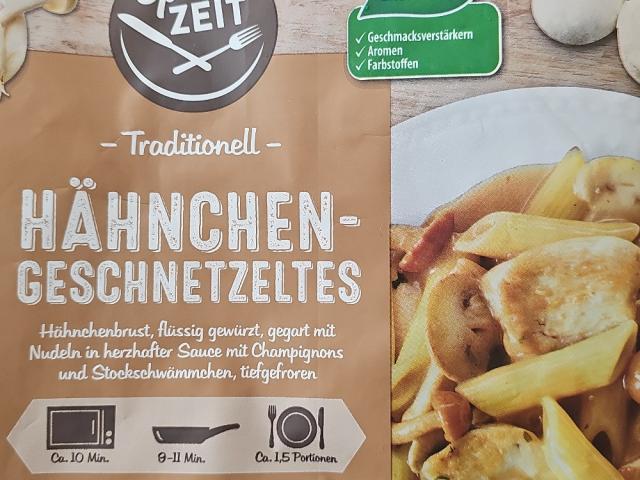 ZEIT
✓ Geschmacksverstärkern
✓ Aromen
✓ Farbstoffen
– Traditionell –
HÄHNCHEN-
GESCHNETZELTES
Hähnchenbrust, flüssig gewürzt, gegart mit
Nudeln in herzhafter Sauce mit Champignons
und Stockschwämmchen, tiefgefroren
Ca. 10 Min.
9-11 Min.
Ca. 1,5 Portionen